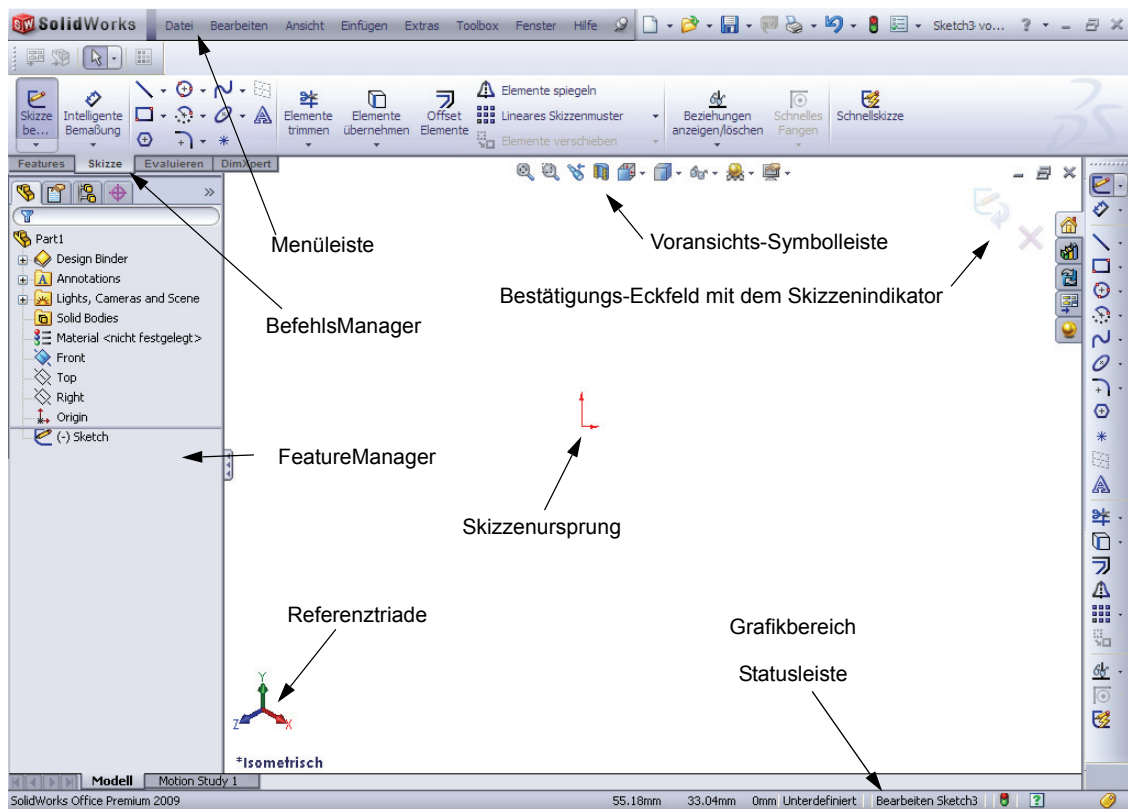 SolidWorks Datei Bearbeiten Ansicht Einfügen Extras Toolbox Fenster Hilfe Sketch3 vo... ?
Skizze be...
Intelligente Bemaßung
Elemente trimmen
Elemente übernehmen
Offset Elemente
Elemente spiegeln
Lineares Skizzenmuster
Elemente verschieben
Beziehungen anzeigen/löschen
Schnelles Fangen
Schnellskizze
Features Skizze Evaluieren DimXpert
Part1
Design Binder
Annotations
Lights, Cameras and Scene
Solid Bodies
Material <nicht festgelegt>
Front
Top
Right
Origin
(-) Sketch
Menüleiste
Voransichts-Symbolleiste
Bestätigungs-Eckfeld mit dem Skizzenindikator
BefehlsManager
FeatureManager
Skizzenursprung
Referenztriade
Grafikbereich
Statusleiste
Y
Z X
*Isometrisch
Modell Motion Study 1
SolidWorks Office Premium 2009 55.18mm 33.04mm 0mm Unterdefiniert Bearbeiten Sketch3 ?